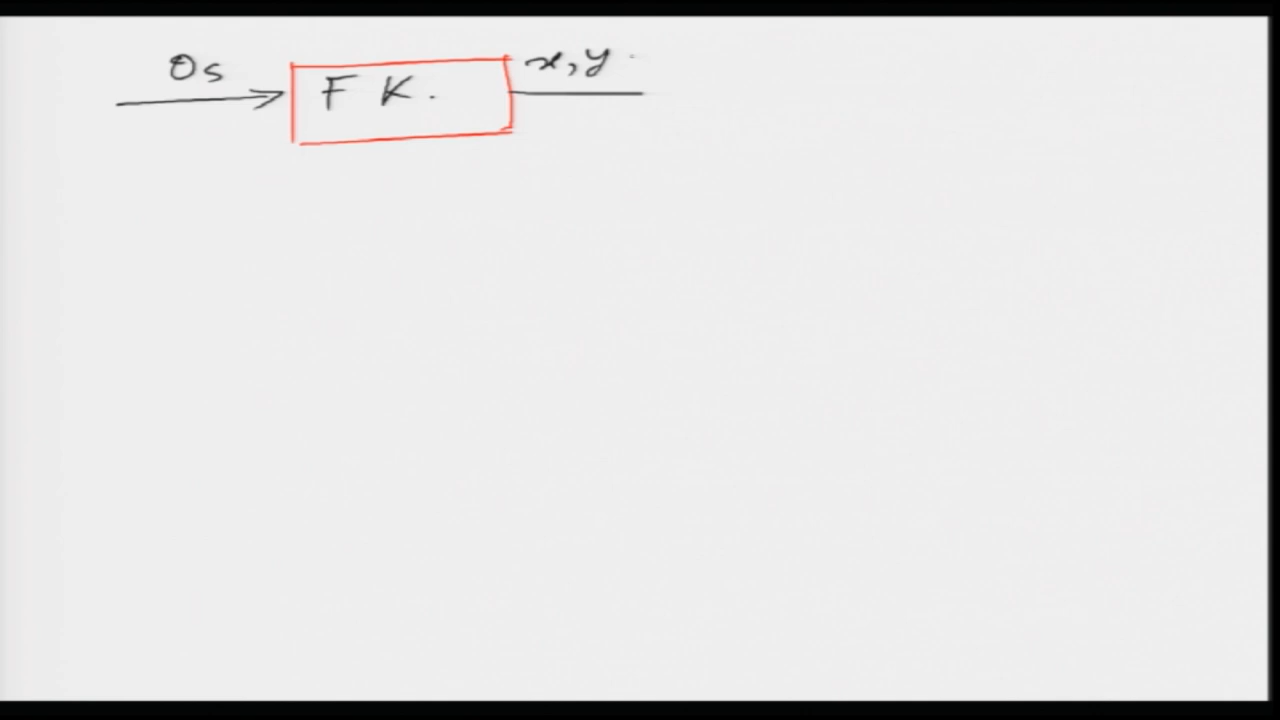 θs F K. x, y